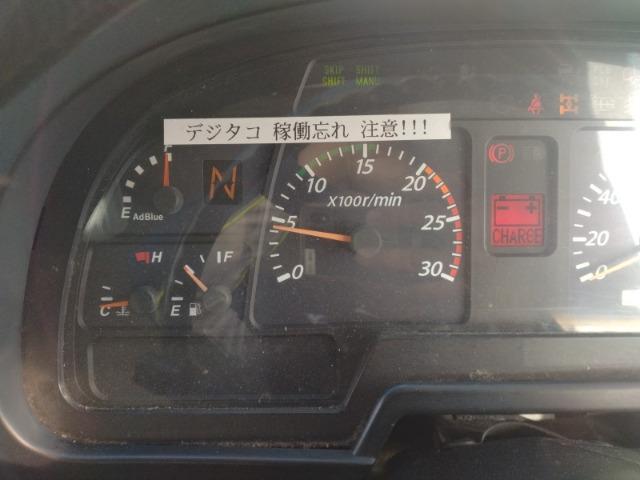 SKIP SHIFT
SHIFT MANU
デジタコ 稼働忘れ 注意!!!
F
E
AdBlue
N
0
5
10
15
20
25
30
X100r/min
P
CHARGE
40
20
0
H
C
F
E